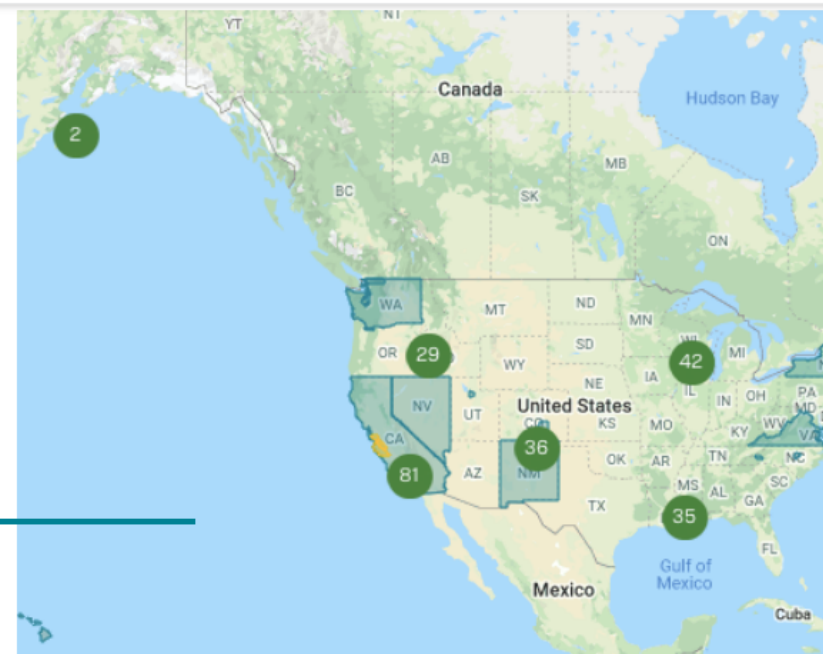 YT
NT
Canada
Hudson Bay
2
AB
MB
BC
SK
ON
WA
MT
ND
MN
OR
29
WI
42
MI
SD
WY
IA
NE
IL
IN
OH
PA
MD
NV
UT
United States
CO
KS
MO
KY
WV
VA
CA
36
81
AZ
NM
OK
AR
TN
NC
MS
AL
SC
GA
TX
35
FL
Gulf of
Mexico
Mexico
Cuba